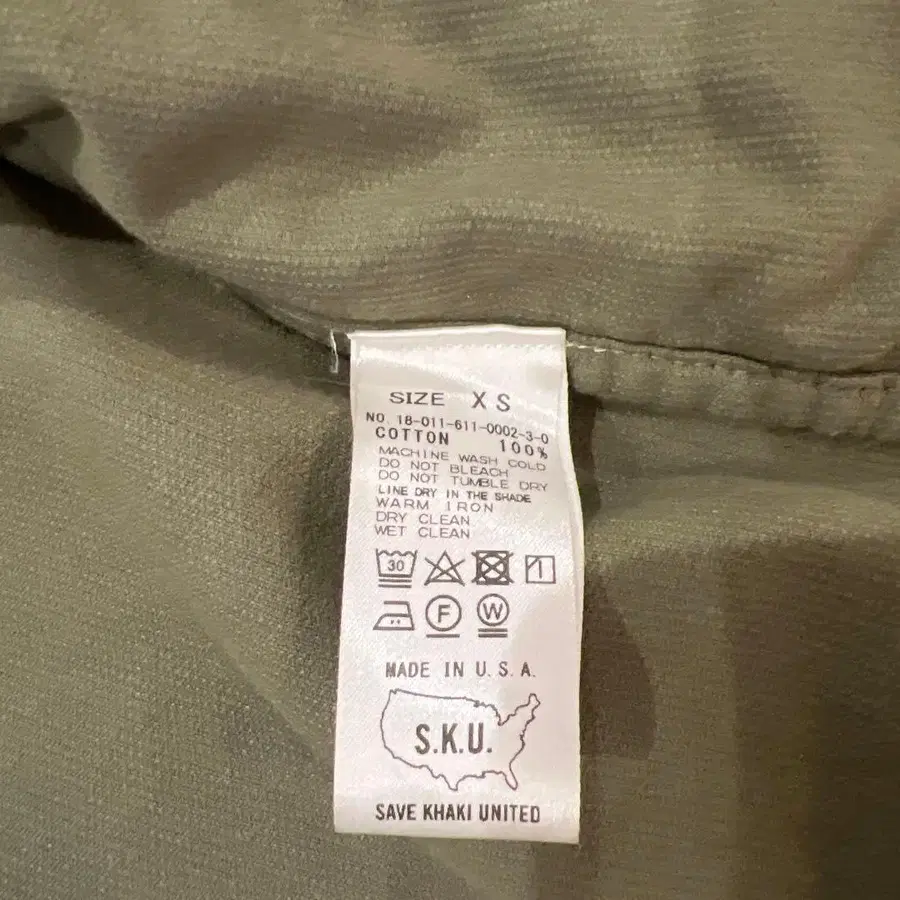 SIZE XS
NO. 18-011-611-0002-3-0
COTTON 100%
MACHINE WASH COLD
DO NOT BLEACH
DO NOT TUMBLE DRY
LINE DRY IN THE SHADE
WARM IRON
DRY CLEAN
WET CLEAN
30
F W
MADE IN U.S.A.
S.K.U.
SAVE KHAKI UNITED